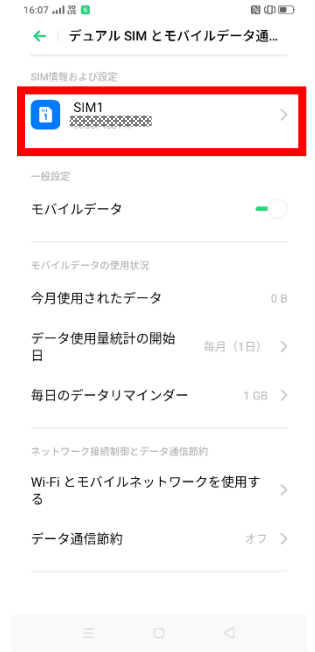 16:07
デュアル SIM とモバイルデータ通...
SIM情報および設定
SIM1
一般設定
モバイルデータ
モバイルデータの使用状況
今月使用されたデータ 0 B
データ使用量統計の開始
日
毎月（1日）
毎日のデータリマインダー 1 GB
ネットワーク接続制御とデータ通信節約
Wi-Fi とモバイルネットワークを使用す
る
データ通信節約 オフ